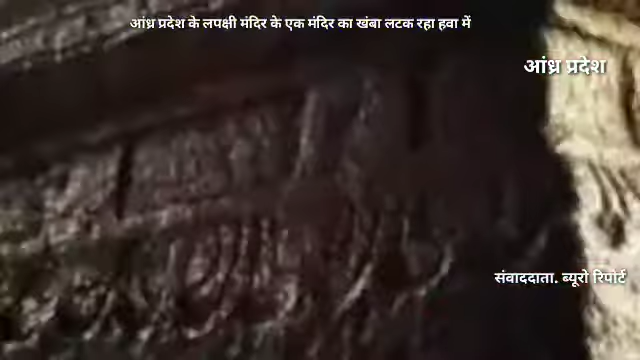 आंध्र प्रदेश के लपक्षी मंदिर के एक मंदिर का खंबा लटक रहा हवा में
आंध्र प्रदेश
संवाददाता. ब्यूरो रिपोर्ट